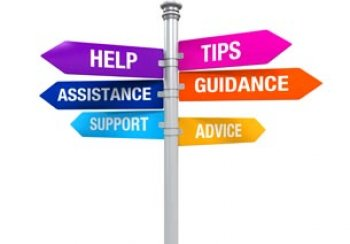 HELP
TIPS
ASSISTANCE
GUIDANCE
SUPPORT
ADVICE